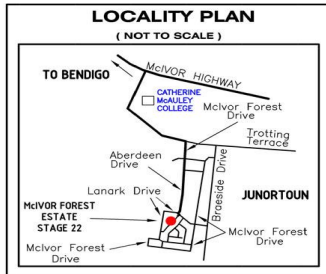 LOCALITY PLAN
( NOT TO SCALE )
McIVOR HIGHWAY
TO BENDIGO
CATHERINE
McAULEY
COLLEGE
McIvor Forest
Drive
Trotting
Terrace
Aberdeen
Drive
Braeside Drive
Lanark Drive
JUNORTOUN
McIVOR FOREST
ESTATE
STAGE 22
McIvor Forest
Drive
McIvor Forest
Drive